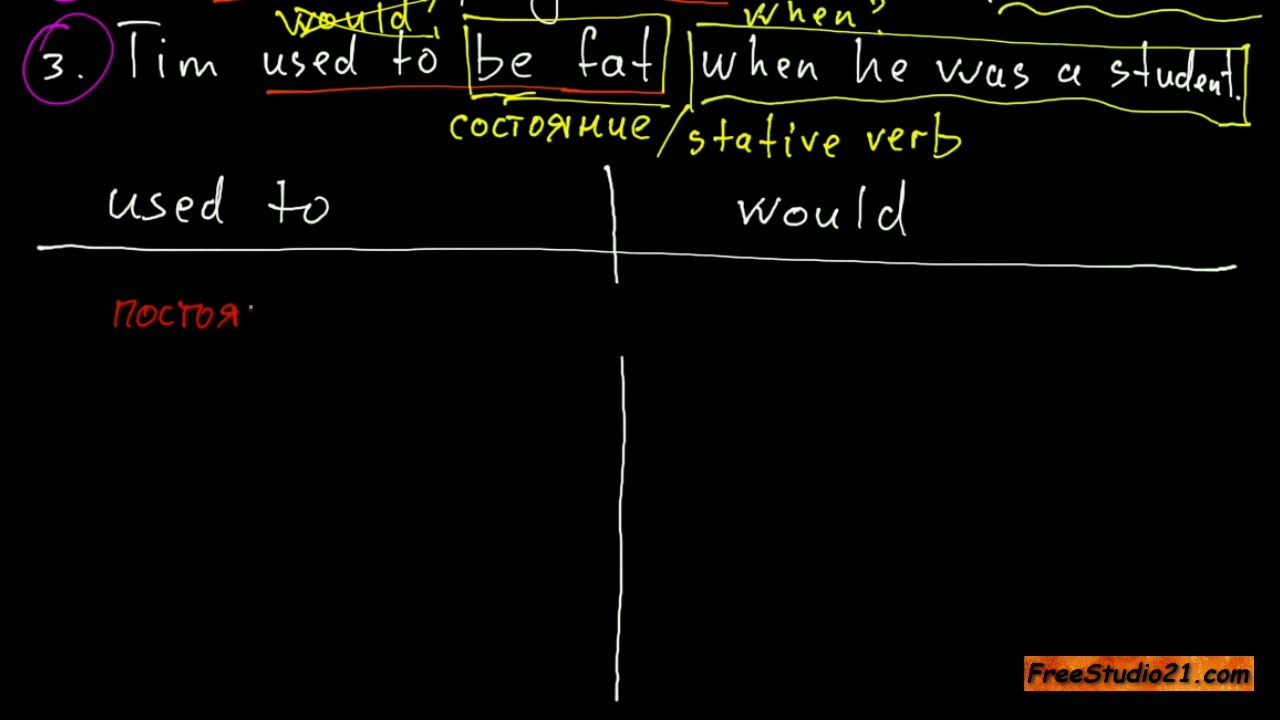 would? when?
3. Tim used to be fat when he was a student.
состояние / stative verb
used to would
постоя
FreeStudio21.com